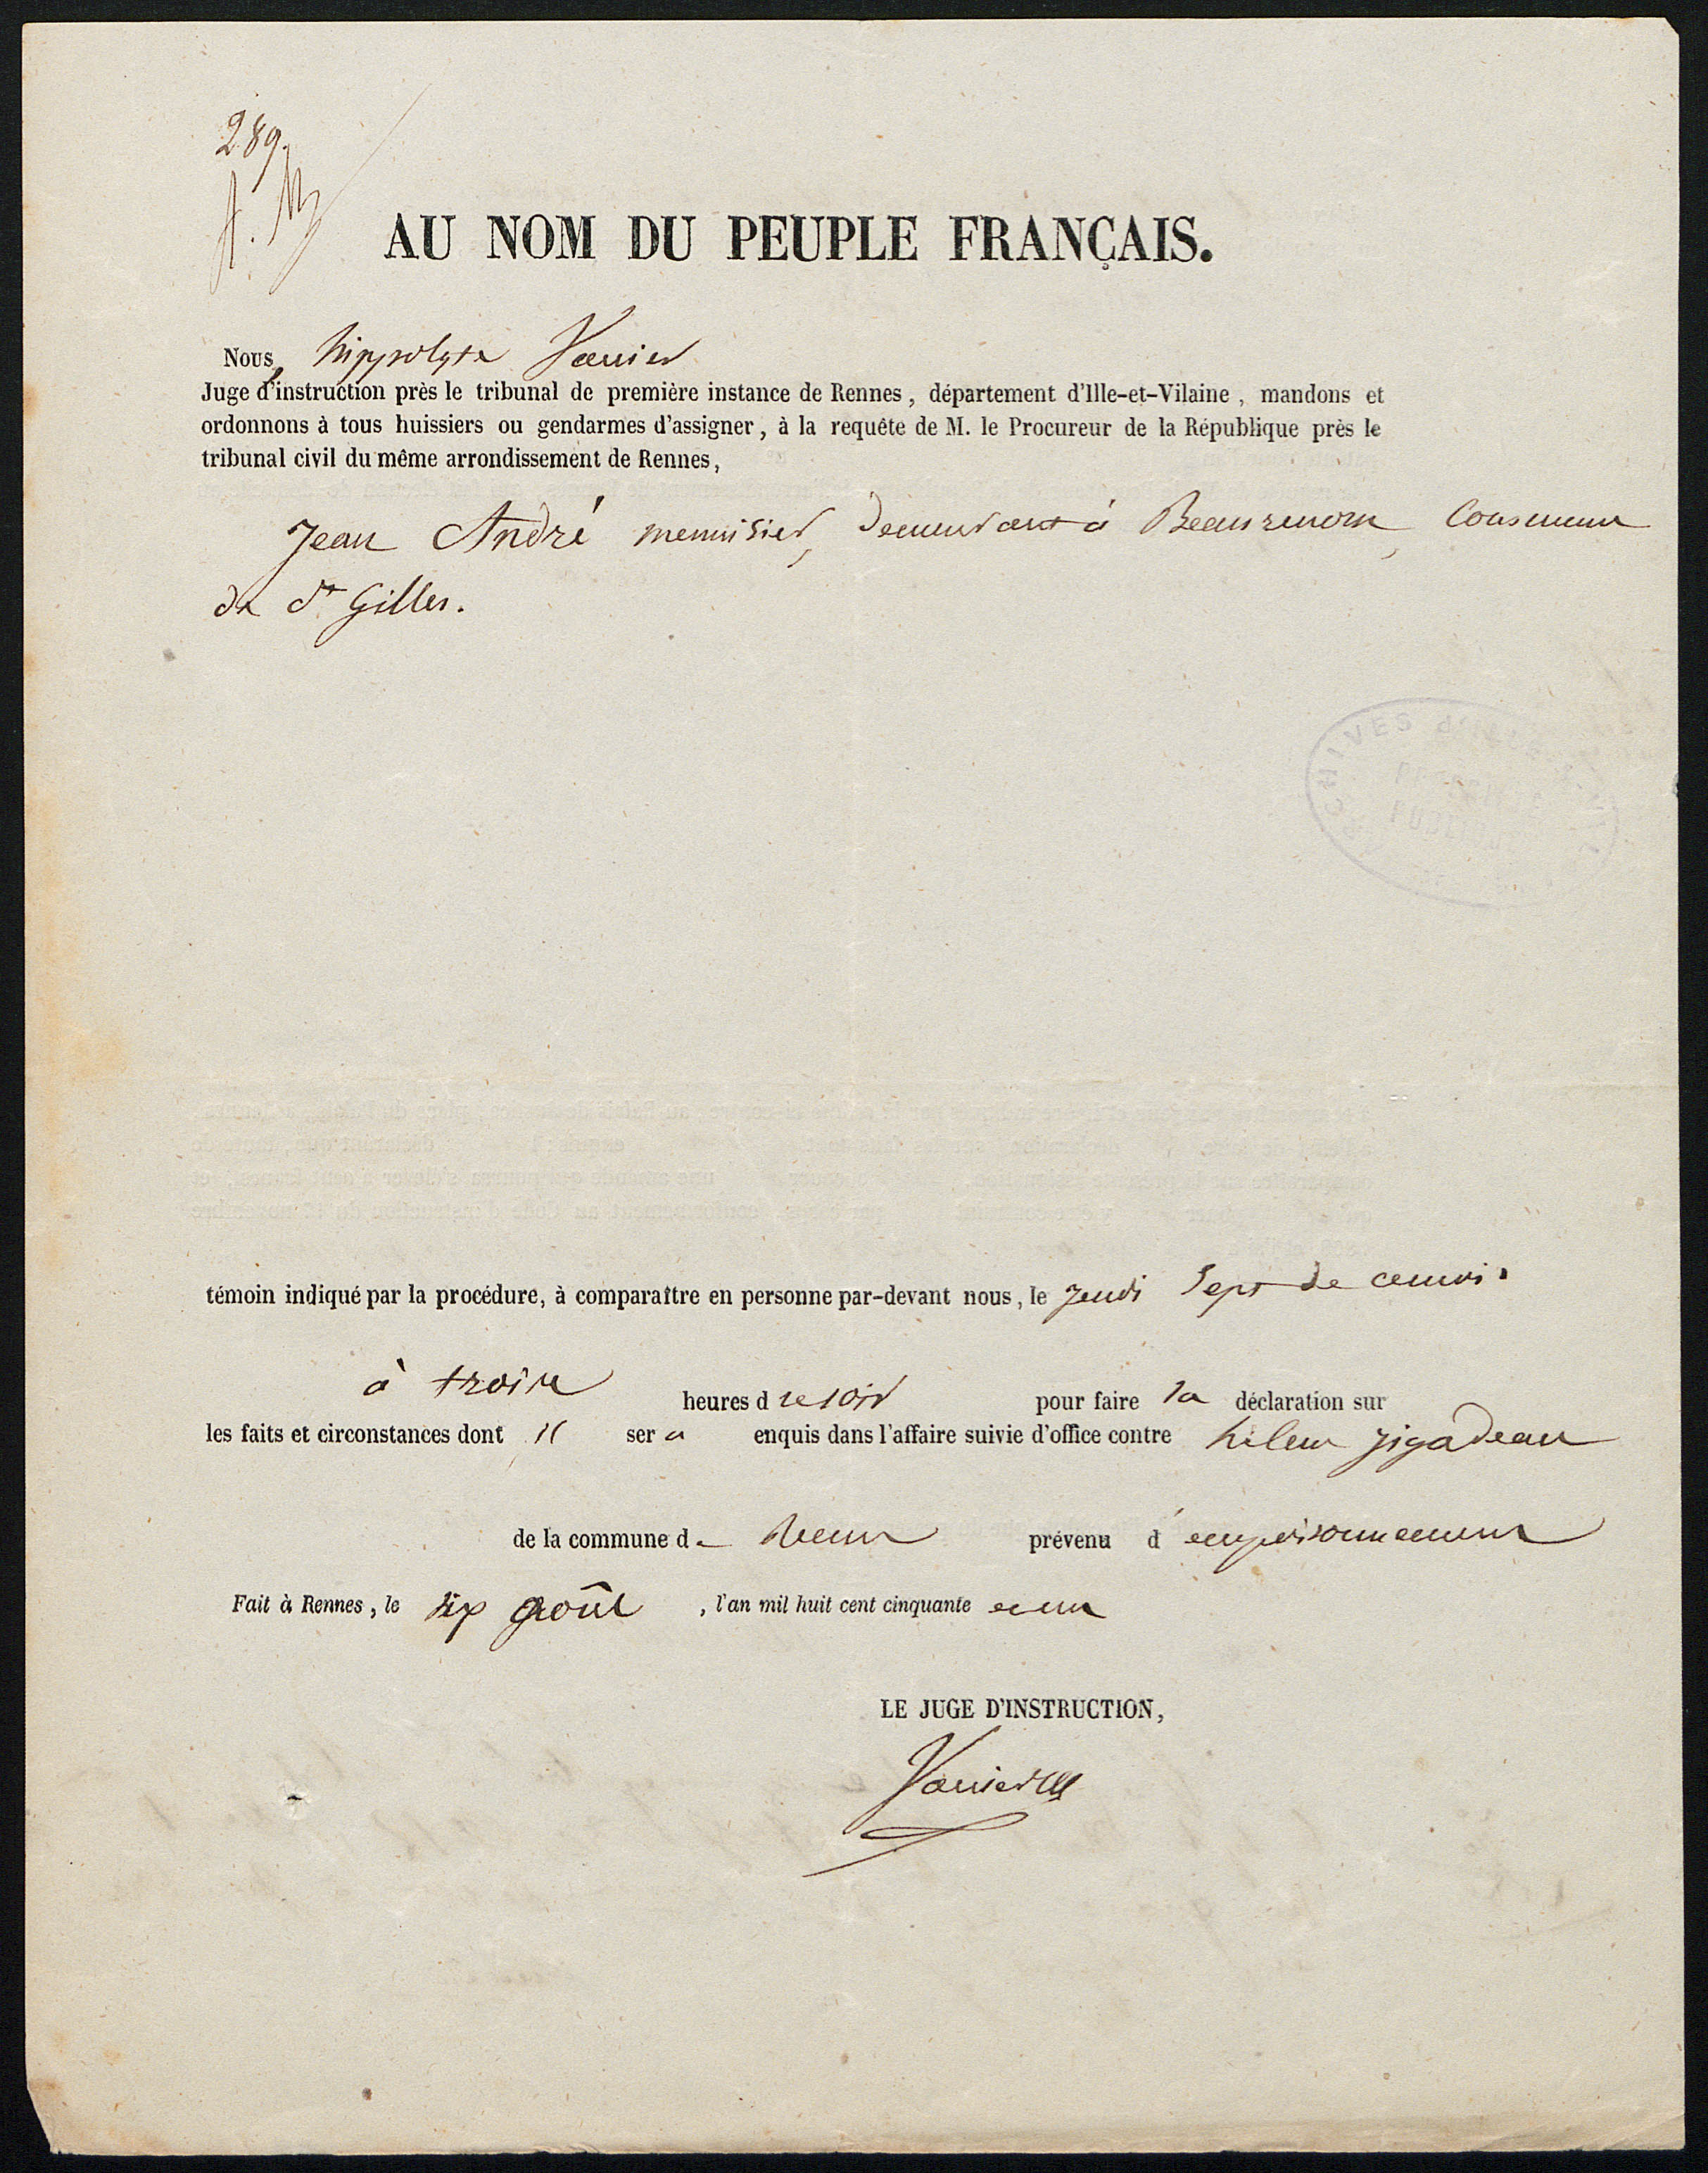 289.
AU NOM DU PEUPLE FRANÇAIS.
Nous, hippolyte Vannier
Juge d'instruction près le tribunal de première instance de Rennes, département d'Ille-et-Vilaine, mandons et
ordonnons à tous huissiers ou gendarmes d'assigner, à la requête de M. le Procureur de la République près le
tribunal civil du même arrondissement de Rennes,
Jean André menuisier, demeurant à commune
de St Gilles.
ARCHIVES d'ILLE & VIL
témoin indiqué par la procédure, à comparaître en personne par-devant nous, le jeudi sept de ce mois
à trois heures d u soir pour faire sa déclaration sur
les faits et circonstances dont il ser a enquis dans l'affaire suivie d'office contre hélène jigadeau
de la commune de Rennes prévenu d'empoisonnement
Fait à Rennes, le six août, l'an mil huit cent cinquante et un
LE JUGE D'INSTRUCTION,
Vannier